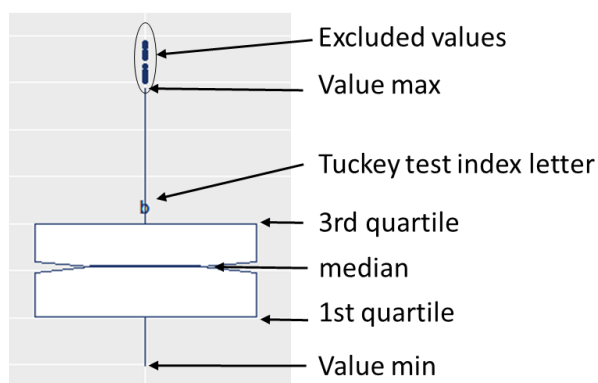 Excluded values
Value max
Tuckey test index letter
b
3rd quartile
median
1st quartile
Value min